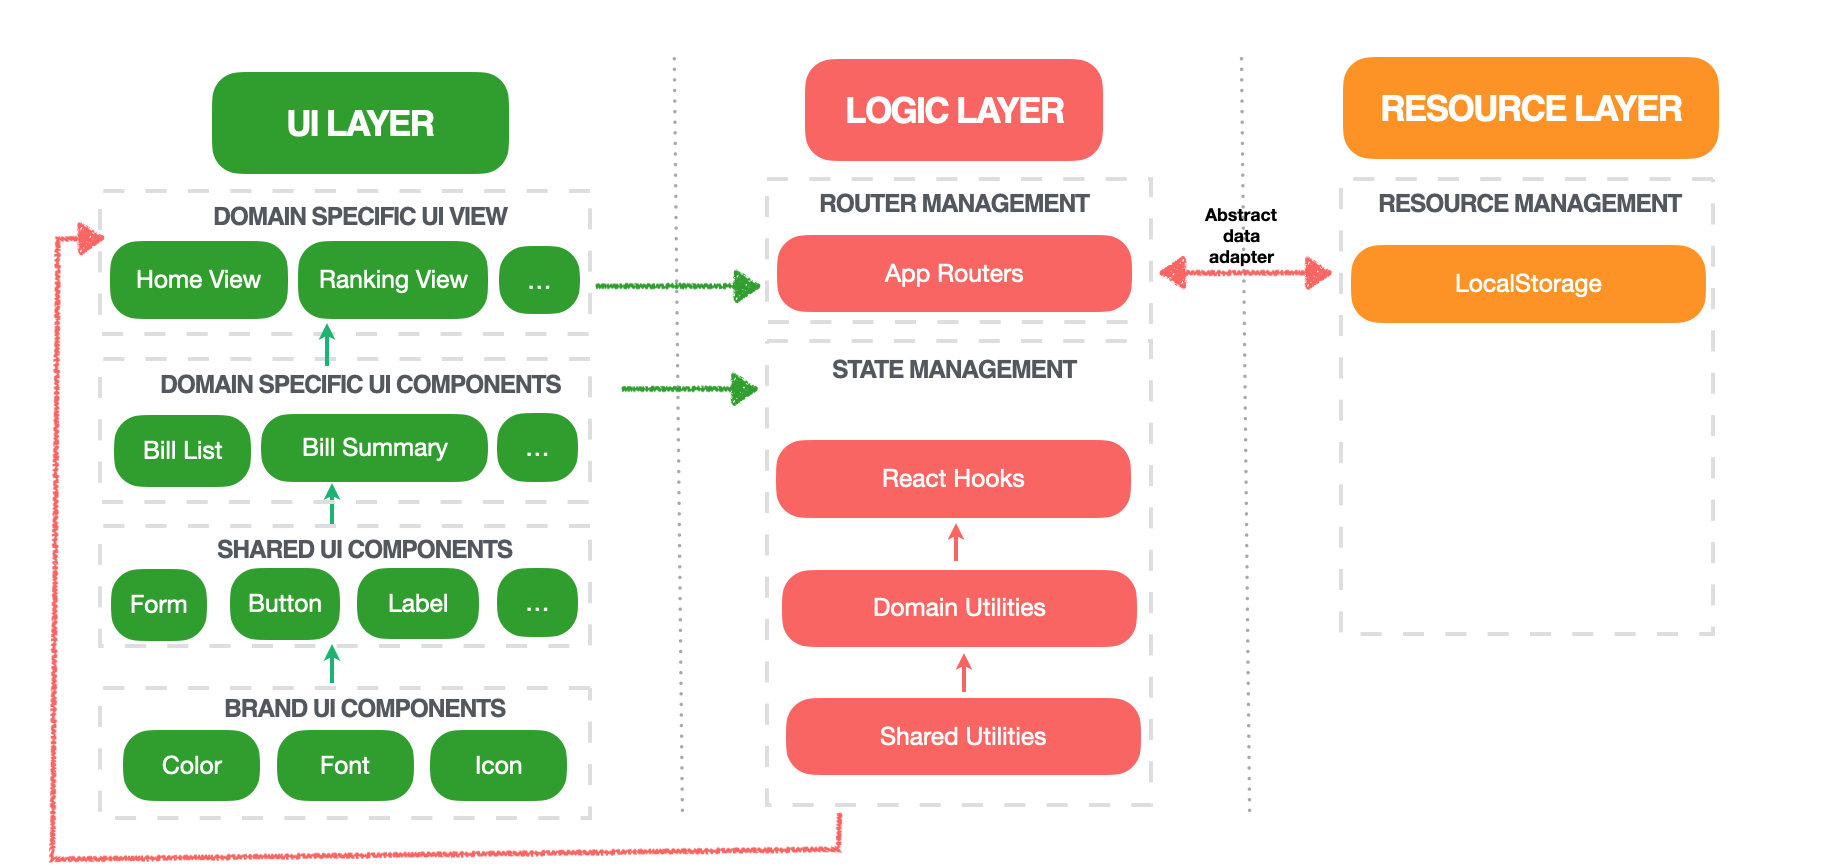 UI LAYER
DOMAIN SPECIFIC UI VIEW
Home View
Ranking View
...
DOMAIN SPECIFIC UI COMPONENTS
Bill List
Bill Summary
...
SHARED UI COMPONENTS
Form
Button
Label
...
BRAND UI COMPONENTS
Color
Font
Icon
LOGIC LAYER
ROUTER MANAGEMENT
App Routers
STATE MANAGEMENT
React Hooks
Domain Utilities
Shared Utilities
Abstract
data
adapter
RESOURCE LAYER
RESOURCE MANAGEMENT
LocalStorage